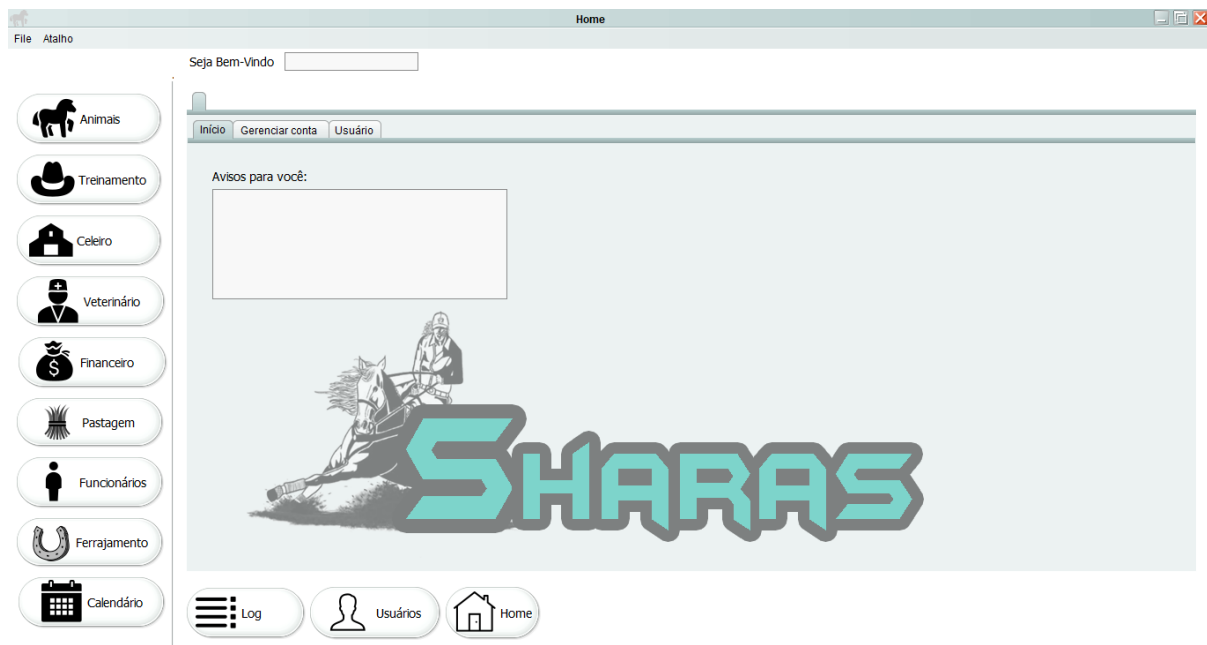 Home
File Atalho
Seja Bem-Vindo
Animais
Treinamento
Celeiro
Veterinário
$
Financeiro
Pastagem
Funcionários
Ferrajamento
Calendário
Início Gerenciar conta Usuário
Avisos para você:
SHARAS
Log Usuários Home